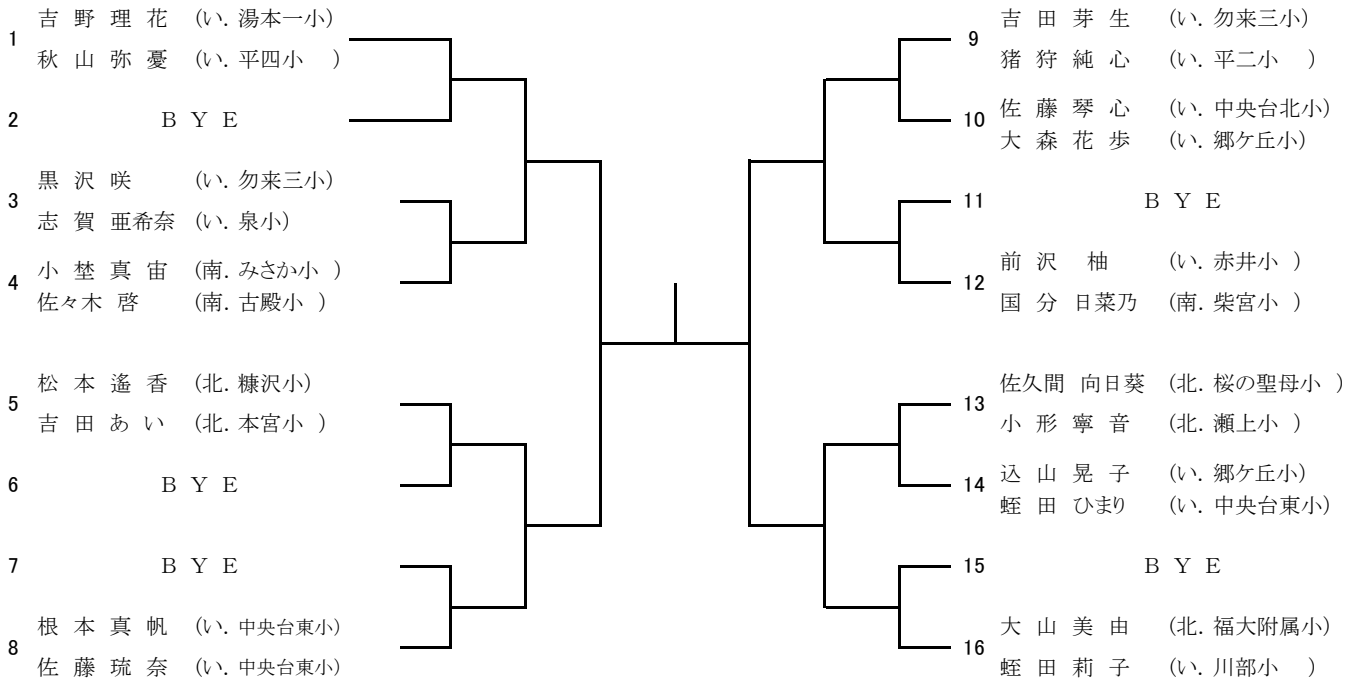 1
吉 野 理 花 (い. 湯本一小)
秋 山 弥 憂 (い. 平四小 )
2 B Y E
3
黒 沢 咲 (い. 勿来三小)
志 賀 亜希奈 (い. 泉小)
4
小 埜 真 宙 (南. みさか小 )
佐々木 啓 (南. 古殿小 )
5
松 本 遙 香 (北. 糠沢小)
吉 田 あ い (北. 本宮小 )
6 B Y E
7 B Y E
8
根 本 真 帆 (い. 中央台東小)
佐 藤 琉 奈 (い. 中央台東小)
9
吉 田 芽 生 (い. 勿来三小)
猪 狩 純 心 (い. 平二小 )
10
佐 藤 琴 心 (い. 中央台北小)
大 森 花 歩 (い. 郷ケ丘小)
11 B Y E
12
前 沢 柚 (い. 赤井小 )
国 分 日菜乃 (南. 柴宮小 )
13
佐久間 向日葵 (北. 桜の聖母小 )
小 形 寧 音 (北. 瀬上小 )
14
込 山 晃 子 (い. 郷ケ丘小)
蛭 田 ひまり (い. 中央台東小)
15 B Y E
16
大 山 美 由 (北. 福大附属小)
蛭 田 莉 子 (い. 川部小 )